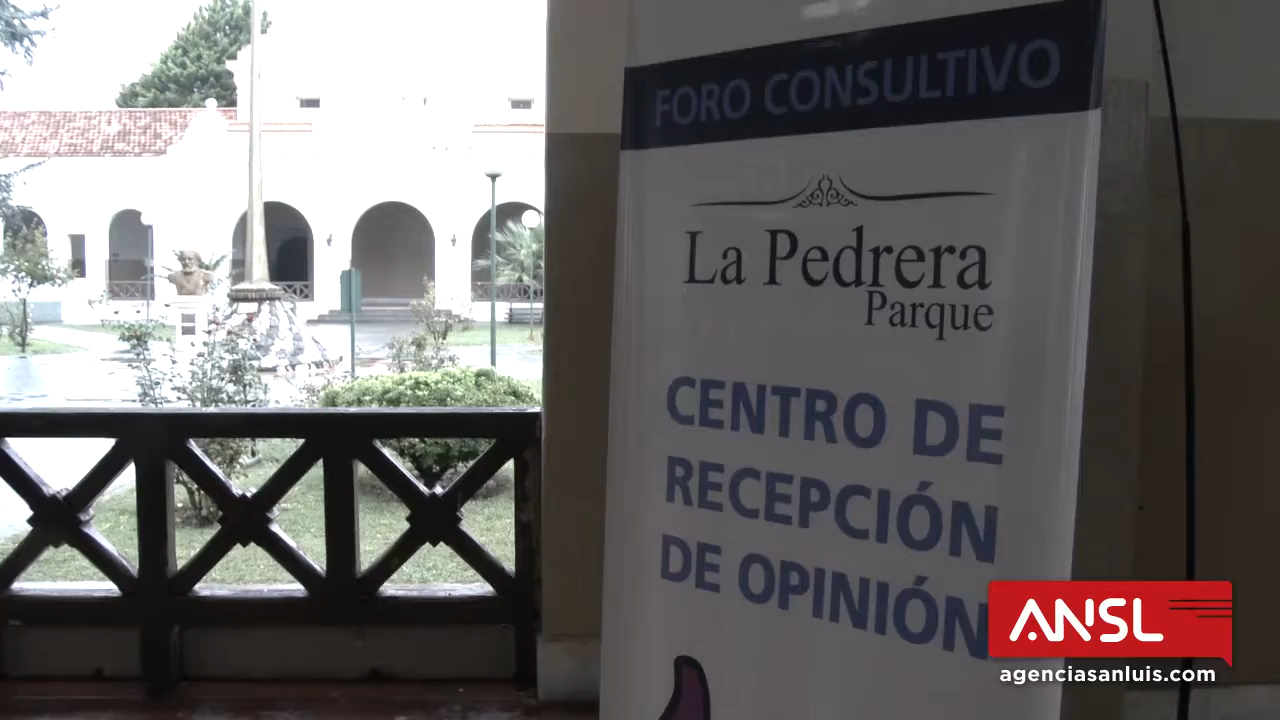 FORO CONSULTIVO
La Pedrera
Parque
CENTRO DE
RECEPCIÓN
DE OPINIÓN
ANSL
agenciasanluis.com